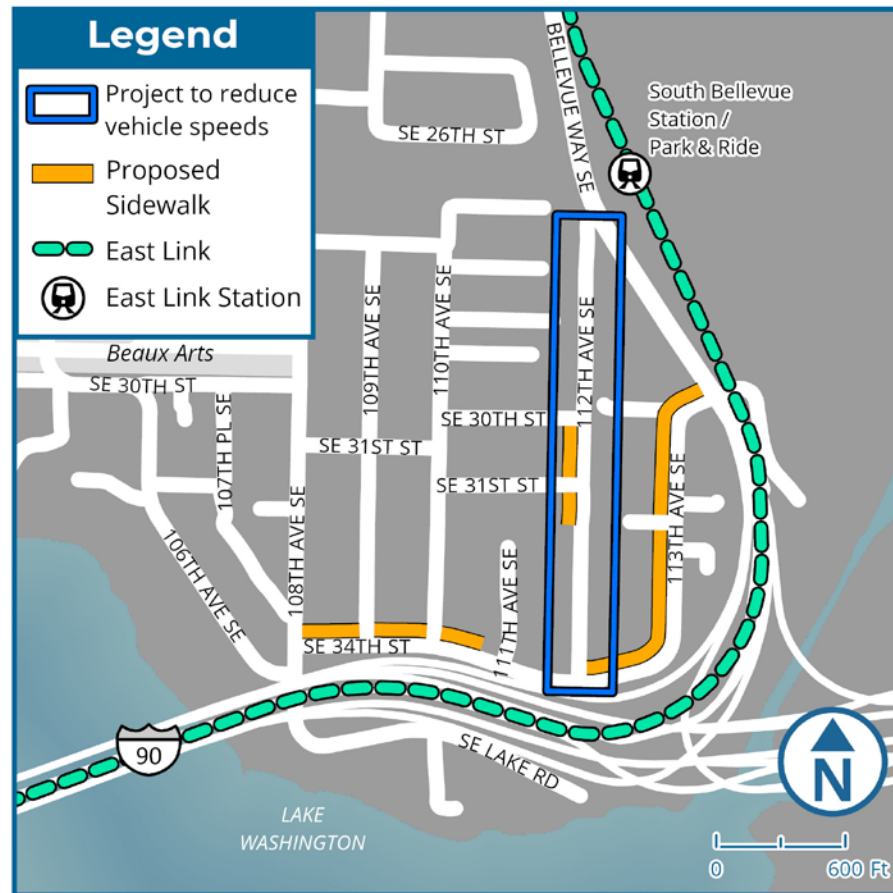 Legend
Project to reduce
vehicle speeds
Proposed
Sidewalk
East Link
East Link Station
BELLEVUE WAY SE
South Bellevue
Station /
Park & Ride
SE 26TH ST
Beaux Arts
SE 30TH ST
107TH PL SE
108TH AVE SE
109TH AVE SE
110TH AVE SE
112TH AVE SE
SE 30TH ST
SE 31ST ST
SE 31ST ST
113TH AVE SE
106TH AVE SE
111TH AVE SE
SE 34TH ST
SE LAKE RD
90
LAKE
WASHINGTON
N
0
600 Ft